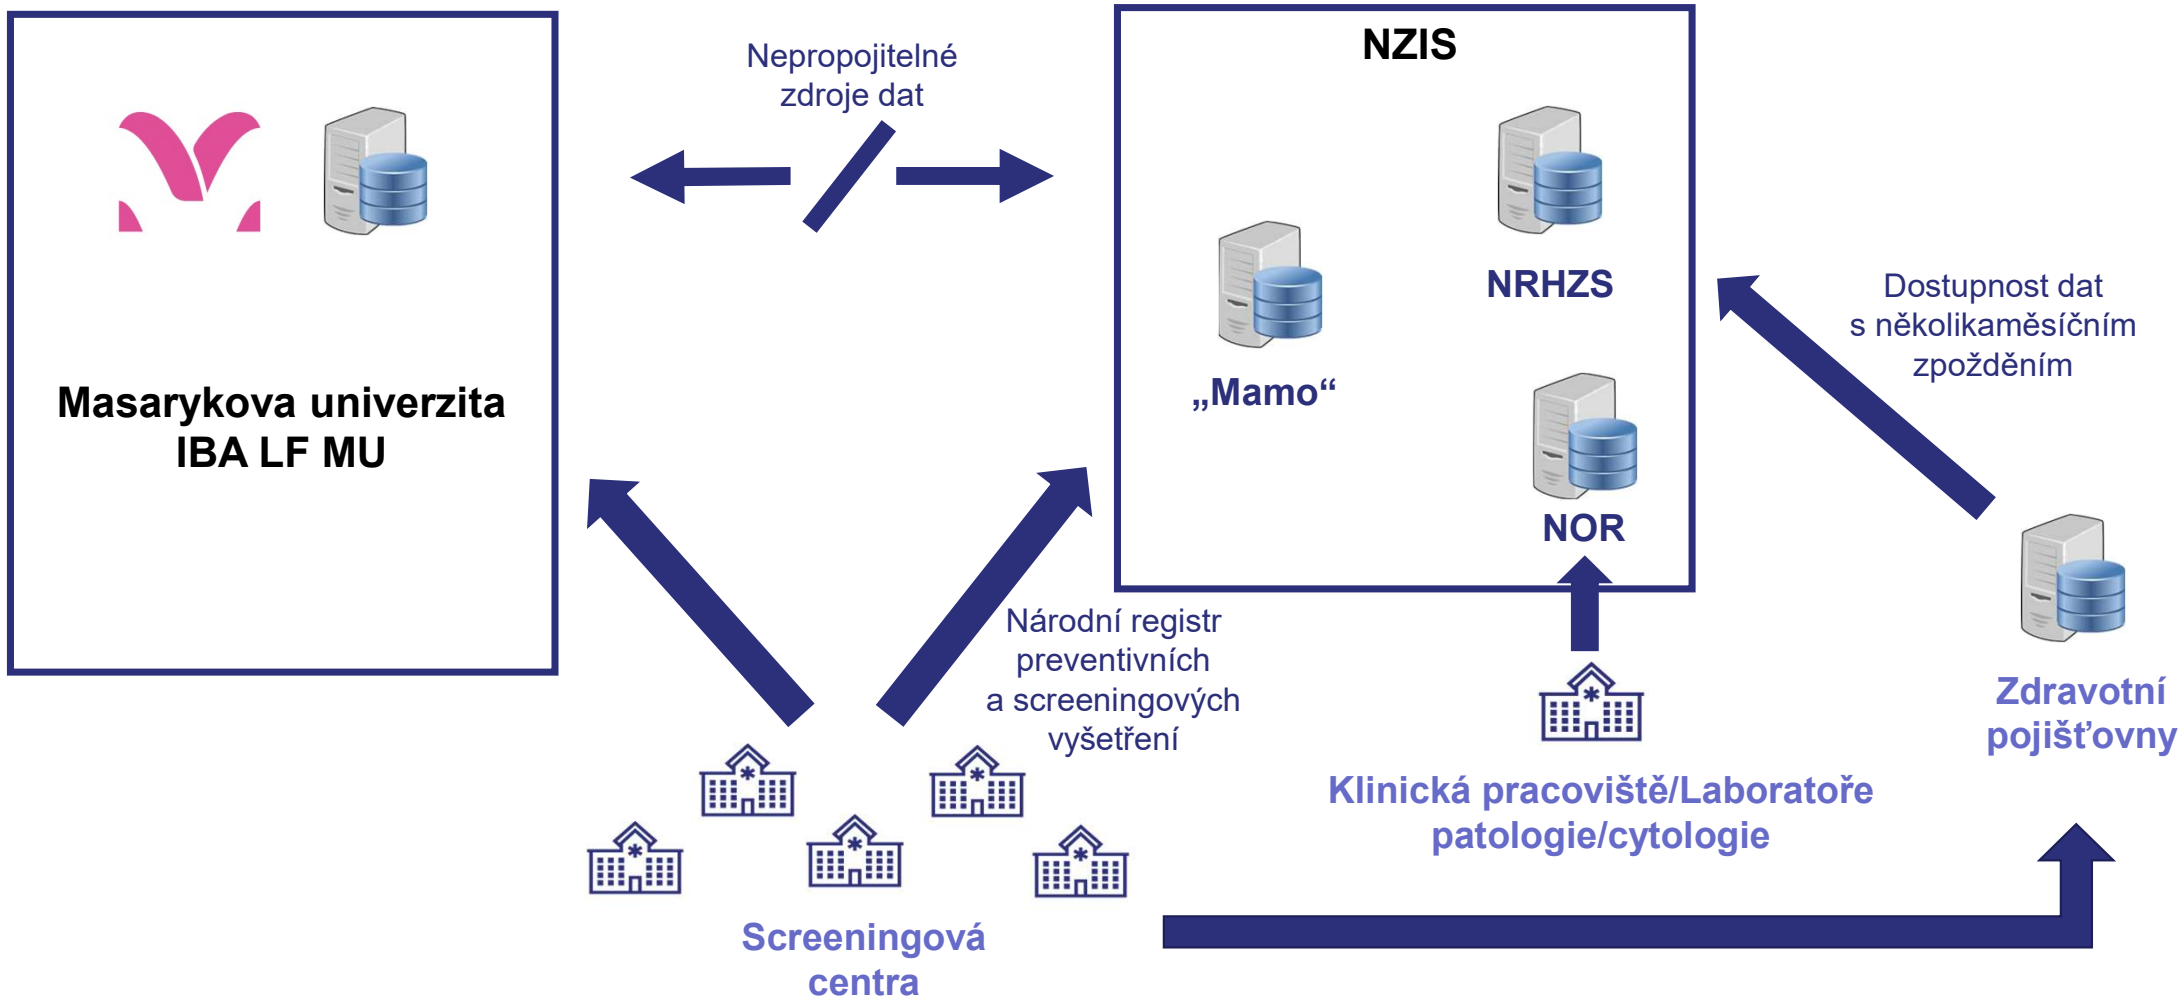 Masarykova univerzita
IBA LF MU
Nepropojitelné
zdroje dat
NZIS
NRHZS
„Mamo“
NOR
Dostupnost dat
s několikaměsíčním
zpožděním
Národní registr
preventivních
a screeningových
vyšetření
Zdravotní
pojišťovny
Klinická pracoviště/Laboratoře
patologie/cytologie
Screeningová
centra